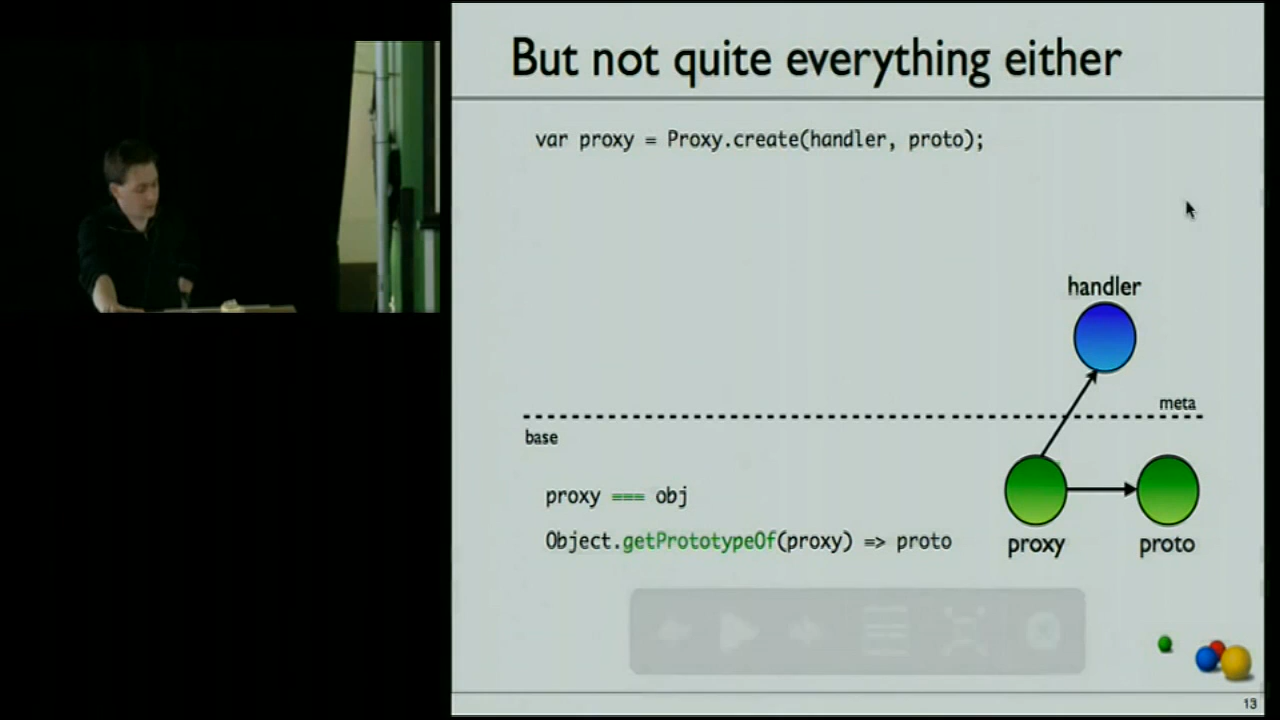 But not quite everything either
var proxy = Proxy.create(handler, proto);
handler
meta
base
proxy === obj
Object.getPrototypeOf(proxy) => proto
proxy
proto
13